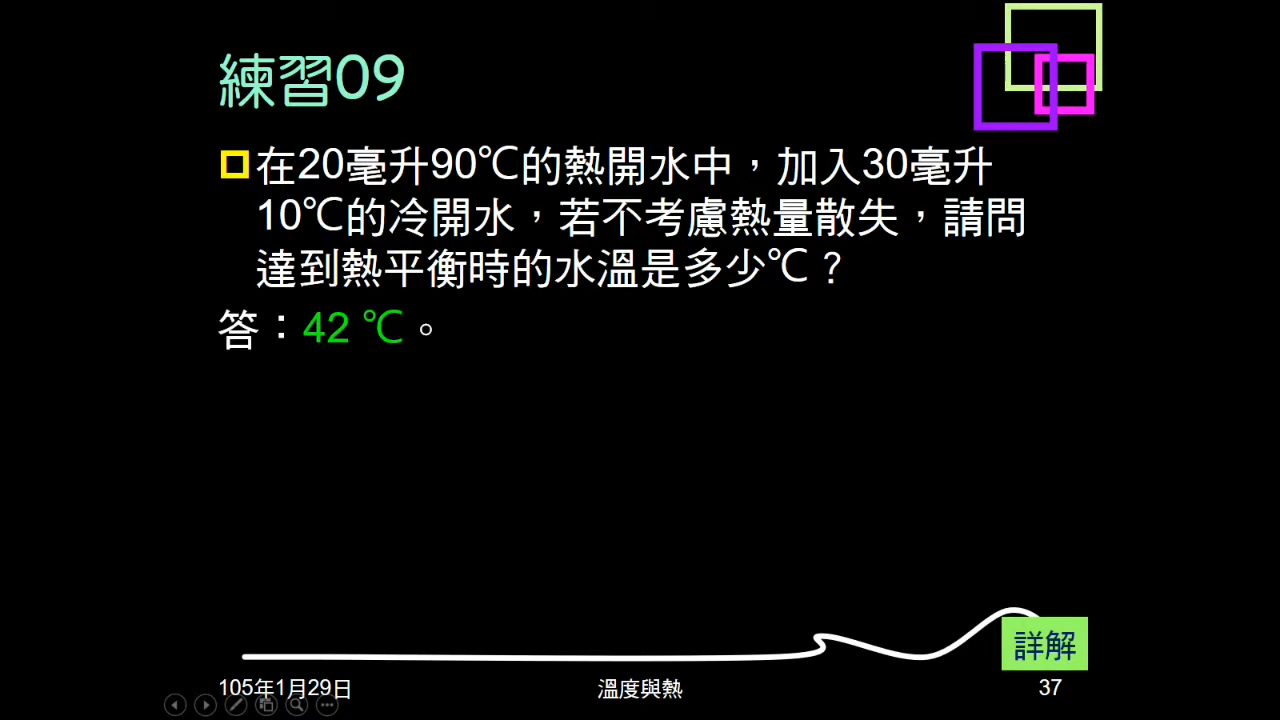 練習09
在20毫升90℃的熱開水中，加入30毫升
10℃的冷開水，若不考慮熱量散失，請問
達到熱平衡時的水溫是多少℃？
答：42 ℃。
詳解
105年1月29日
溫度與熱
37